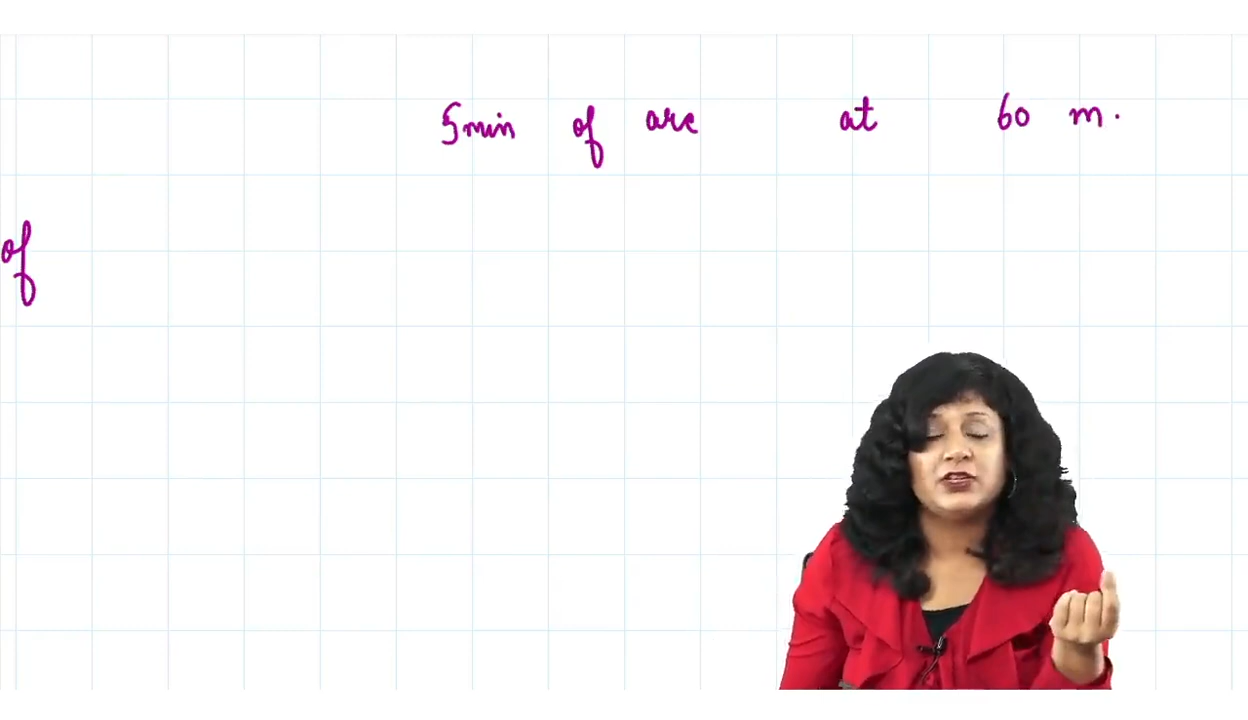 5min of arc at 60 m.
of